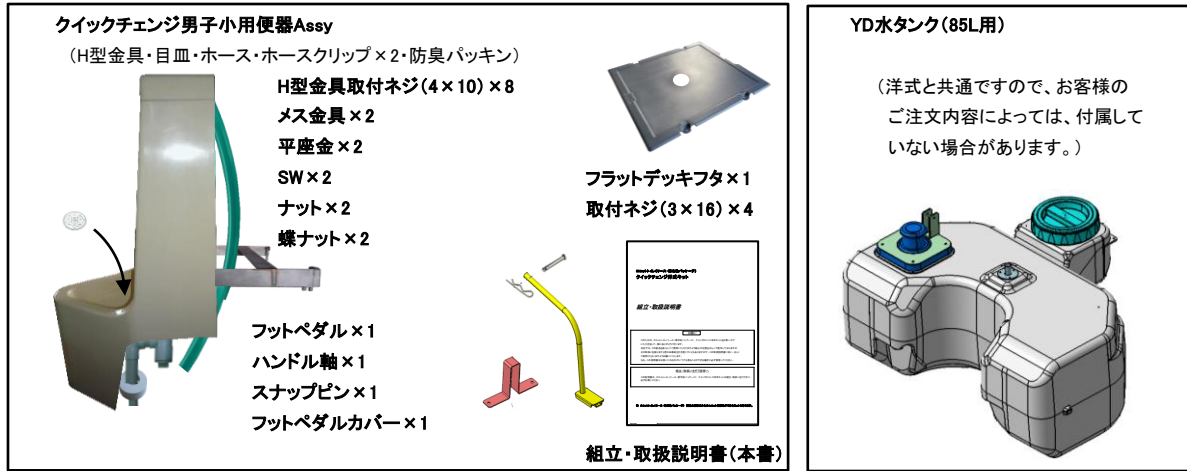 クイックチェンジ男子小用便器Assy
（H型金具・目皿・ホース・ホースクリップ×2・防臭パッキン）
H型金具取付ネジ（4×10）×8
メス金具×2
平座金×2
SW×2
ナット×2
蝶ナット×2
フットペダル×1
ハンドル軸×1
スナップピン×1
フットペダルカバー×1
フラットデッキフタ×1
取付ネジ（3×16）×4
組立・取扱説明書
組立・取扱説明書（本書）
YD水タンク（85L用）
（洋式と共通ですので、お客様の
ご注文内容によっては、付属して
いない場合があります。）